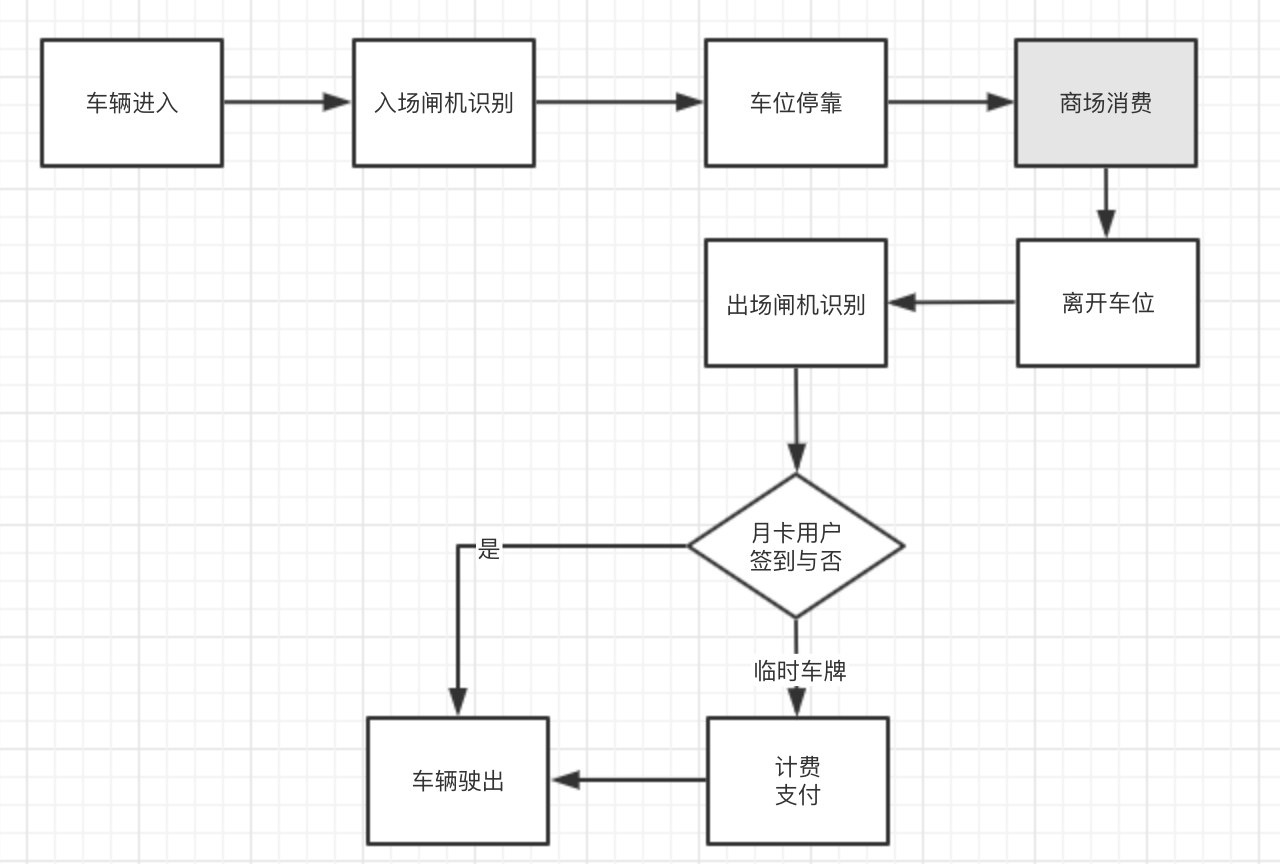 车辆进入
入场闸机识别
车位停靠
商场消费
离开车位
出场闸机识别
月卡用户
签到与否
是
临时车牌
计费
支付
车辆驶出